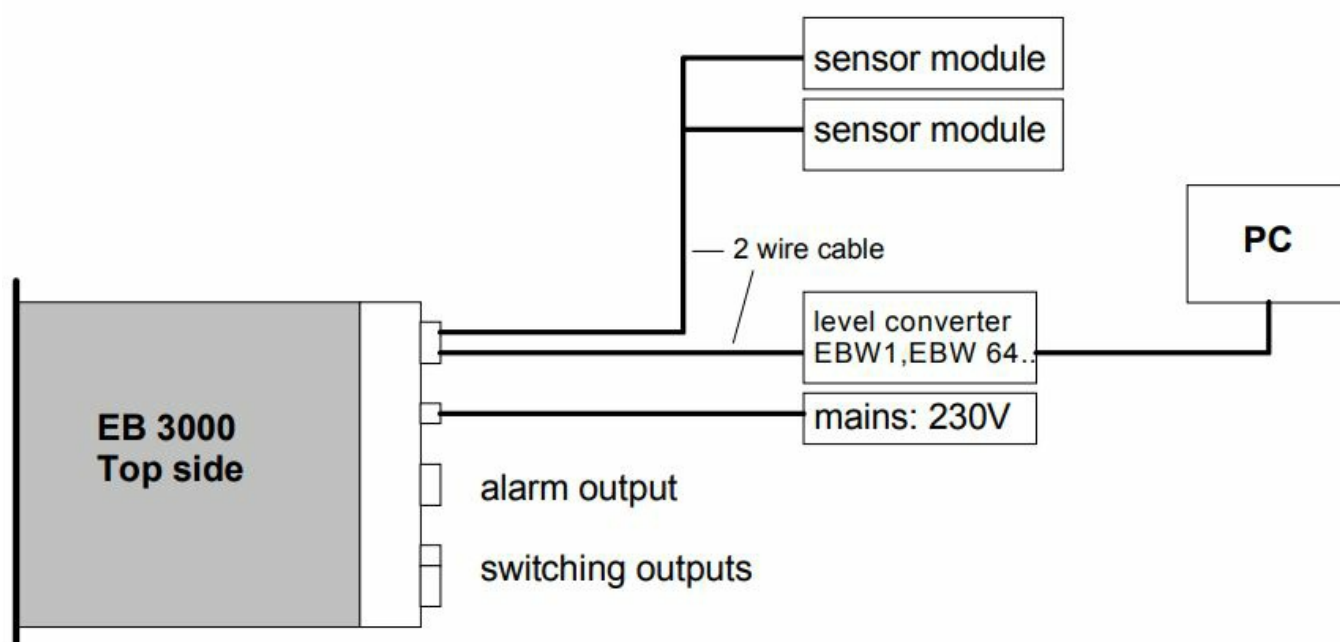 sensor module
sensor module
PC
2 wire cable
level converter
EBW1,EBW 64..
mains: 230V
EB 3000
Top side
alarm output
switching outputs